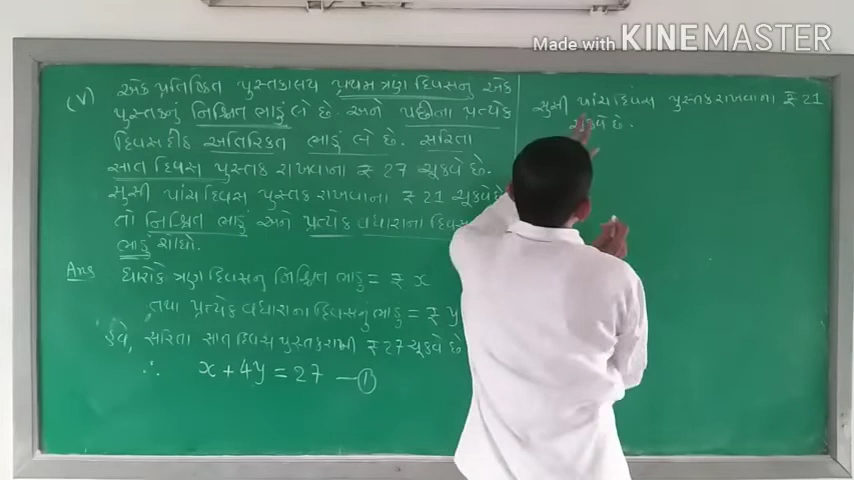 Made with KINEMASTER
(v) એક પ્રતિષ્ઠિત પુસ્તકાલય પ્રથમ ત્રણ દિવસનુ એક
પુસ્તકનું નિશ્ચિત ભાડું લે છે. અને પછીના પ્રત્યેક
દિવસ દીઠ અતિરિકત ભાડું લે છે. સરિતા
સાત દિવસ પુસ્તક રાખવાના ₹ 27 ચૂકવે છે.
સુસી પાંચ દિવસ પુસ્તક રાખવાના ₹ 21 ચૂકવે છે
તો નિશ્ચિત ભાડું અને પ્રત્યેક વધારાના દિવસ
ભાડું શોધો.
Ans ધારોકે ત્રણ દિવસનુ નિશ્ચિત ભાડું = ₹ x
તથા પ્રત્યેક વધારાના દિવસનું ભાડું = ₹ y
હવે, સરિતા સાત દિવસ પુસ્તક રાખી ₹ 27 ચૂકવે છે
∴ x + 4y = 27 — ①
સુસી પાંચ દિવસ પુસ્તક રાખવાના ₹ 21
ચૂકવે છે.